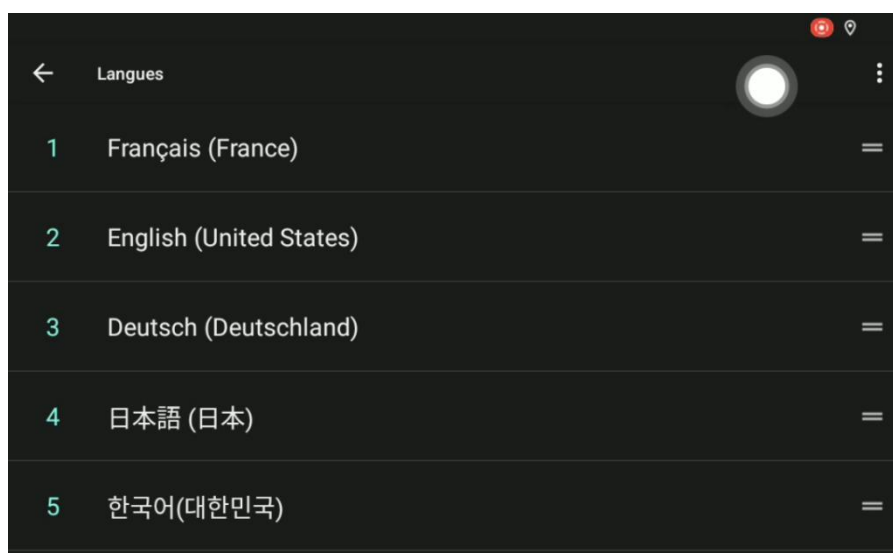 Langues
1 Français (France)
2 English (United States)
3 Deutsch (Deutschland)
4 日本語 (日本)
5 한국어(대한민국)